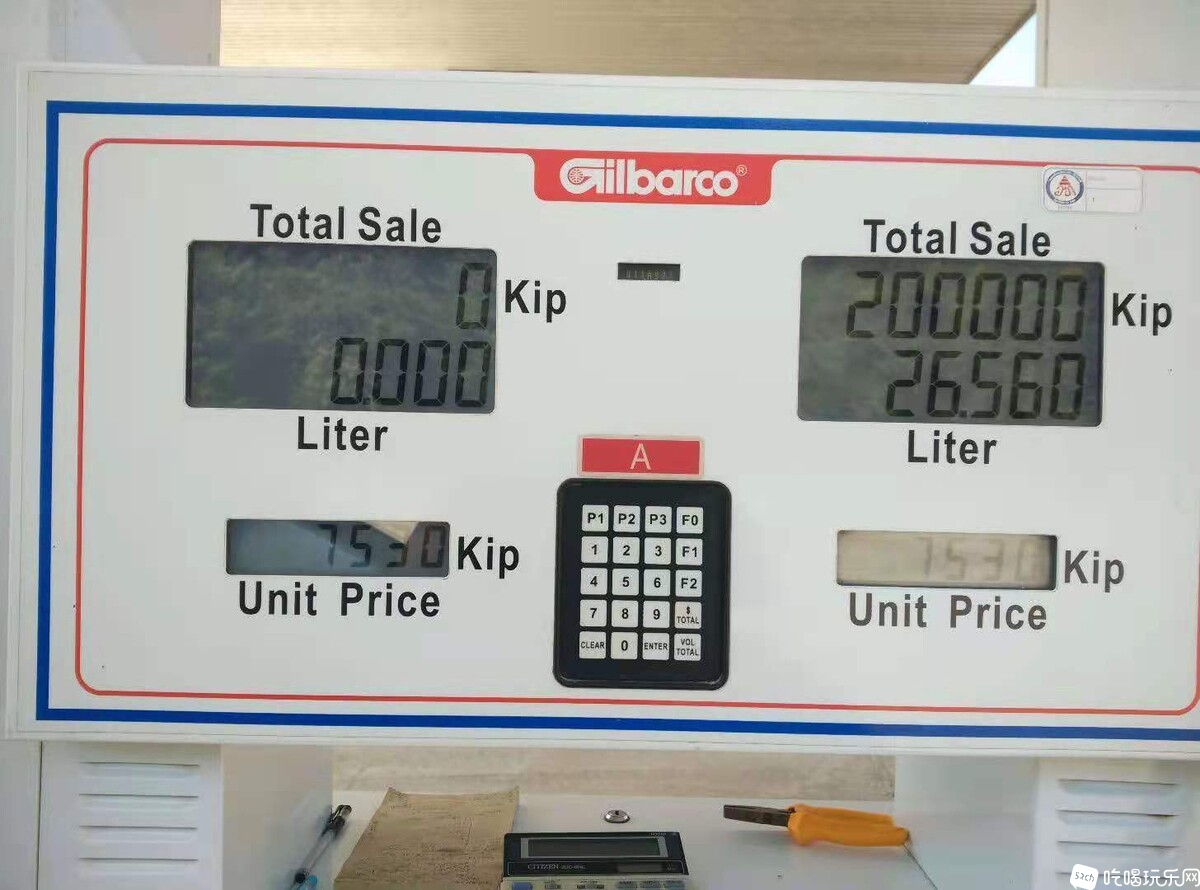 Gilbarco®
Total Sale
0 Kip
0.000
Liter
7530 Kip
Unit Price
Total Sale
200000 Kip
26.560
Liter
7530 Kip
Unit Price
A
P1 P2 P3 F0
1 2 3 F1
4 5 6 F2
7 8 9 $ TOTAL
CLEAR 0 ENTER VOL TOTAL
CITIZEN
吃喝玩乐XX